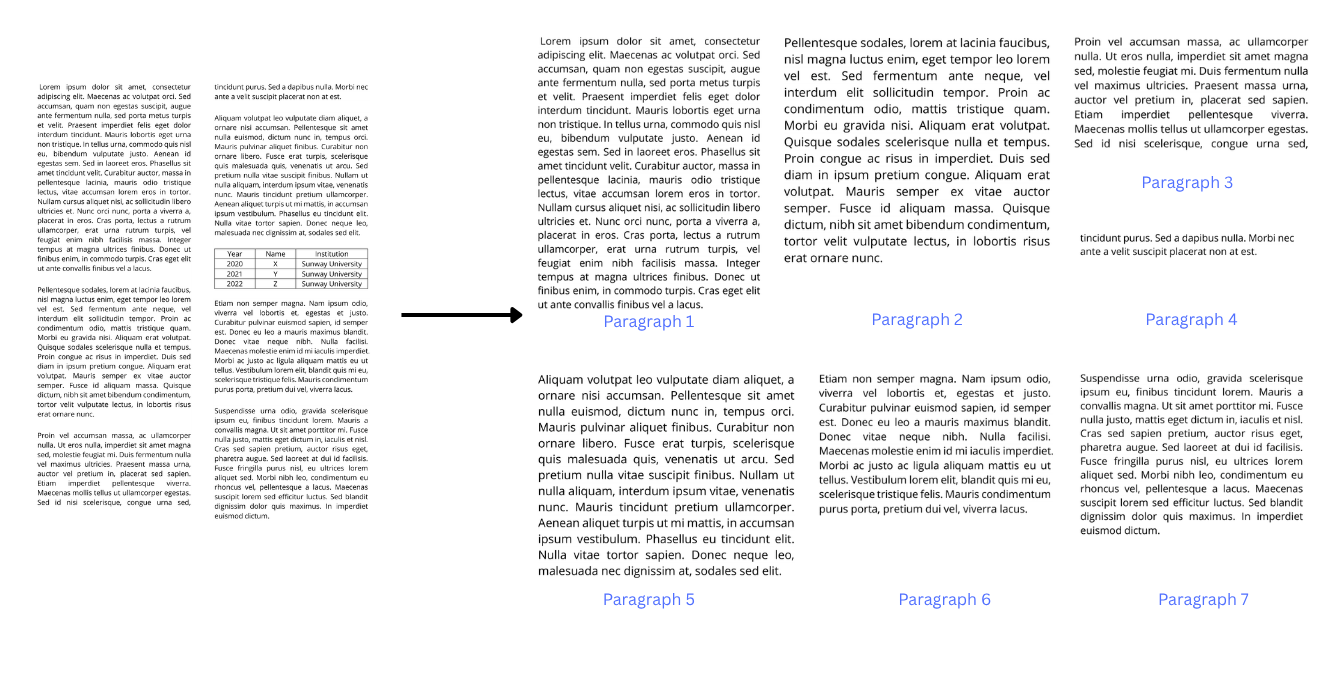 Lorem ipsum dolor sit amet, consectetur
adipiscing elit. Maecenas ac volutpat orci. Sed
accumsan, quam non egestas suscipit, augue
ante fermentum nulla, sed porta metus turpis
et velit. Praesent imperdiet felis eget dolor
interdum tincidunt. Mauris lobortis eget urna
non tristique. In tellus urna, commodo quis nisl
eu, bibendum vulputate justo. Aenean id
egestas sem. Sed in laoreet eros. Phasellus sit
amet tincidunt velit. Curabitur auctor, massa in
pellentesque lacinia, mauris odio tristique
lectus, vitae accumsan lorem eros in tortor.
Nullam cursus aliquet nisi, ac sollicitudin lorem
ultricies et. Nunc orci nunc, porta a viverra a,
placerat in eros. Cras porta, lectus a rutrum
ullamcorper, erat urna rutrum turpis, vel
feugiat enim nibh facilisis massa. Integer
tempus at magna ultrices finibus. Donec ut
finibus enim, in commodo turpis. Cras eget elit
ut ante convallis finibus vel a lacus.
Pellentesque sodales, lorem at lacinia faucibus,
nisl magna luctus enim, eget tempor leo lorem
vel est. Sed fermentum ante neque, vel
interdum elit sollicitudin tempor. Proin ac
condimentum odio, mattis tristique quam.
Morbi eu gravida nisi. Aliquam erat volutpat.
Quisque sodales scelerisque nulla et tempus.
Proin congue ac risus in imperdiet. Duis sed
diam in ipsum pretium congue. Aliquam erat
volutpat. Mauris semper ex vitae auctor
semper. Fusce id aliquam massa. Quisque
dictum, nibh sit amet bibendum condimentum,
tortor velit vulputate lectus, in lobortis risus
erat ornare nunc.
Proin vel accumsan massa, ac ullamcorper
nulla. Ut eros nulla, imperdiet sit amet magna
sed, molestie feugiat mi. Duis fermentum nulla
vel maximus ultricies. Praesent massa urna,
auctor vel pretium in, placerat sed sapien.
Etiam imperdiet pellentesque viverra.
Maecenas mollis tellus ut ullamcorper egestas.
Sed id nisi scelerisque, congue urna sed,
tincidunt purus. Sed a dapibus nulla. Morbi nec
ante a velit suscipit placerat non at est.
Aliquam volutpat leo vulputate diam aliquet, a
ornare nisi accumsan. Pellentesque sit amet
nulla euismod, dictum nunc in, tempus orci.
Mauris pulvinar aliquet finibus. Curabitur non
ornare libero. Fusce erat turpis, scelerisque
quis malesuada quis, venenatis ut arcu. Sed
pretium nulla vitae suscipit finibus. Nullam ut
nulla aliquam, interdum ipsum vitae, venenatis
nunc. Mauris tincidunt pretium ullamcorper.
Aenean aliquet turpis ut mi mattis, in accumsan
ipsum vestibulum. Phasellus eu tincidunt elit.
Nulla vitae tortor sapien. Donec neque leo,
malesuada nec dignissim at, sodales sed elit.
Year Name Institution
2020 X Sunway University
2021 Y Sunway University
2022 Z Sunway University
Etiam non semper magna. Nam ipsum odio,
viverra vel lobortis et, egestas et justo.
Curabitur pulvinar euismod sapien, id semper
est. Donec eu leo a mauris maximus blandit.
Donec vitae neque nibh. Nulla facilisi.
Maecenas molestie enim id mi iaculis imperdiet.
Morbi ac justo ac ligula aliquam mattis eu ut
tellus. Vestibulum lorem elit, blandit quis mi eu,
scelerisque tristique felis. Mauris condimentum
purus porta, pretium dui vel, viverra lacus.
Suspendisse urna odio, gravida scelerisque
ipsum eu, finibus tincidunt lorem. Mauris a
convallis magna. Ut sit amet porttitor mi. Fusce
nulla justo, mattis eget dictum in, iaculis et nisl.
Cras sed sapien pretium, auctor risus eget,
pharetra augue. Sed laoreet at dui id facilisis.
Fusce fringilla purus nisl, eu ultrices lorem
aliquet sed. Morbi nibh leo, condimentum eu
rhoncus vel, pellentesque a lacus. Maecenas
suscipit lorem sed efficitur luctus. Sed blandit
dignissim dolor quis maximus. In imperdiet
euismod dictum.
Lorem ipsum dolor sit amet, consectetur
adipiscing elit. Maecenas ac volutpat orci. Sed
accumsan, quam non egestas suscipit, augue
ante fermentum nulla, sed porta metus turpis
et velit. Praesent imperdiet felis eget dolor
interdum tincidunt. Mauris lobortis eget urna
non tristique. In tellus urna, commodo quis nisl
eu, bibendum vulputate justo. Aenean id
egestas sem. Sed in laoreet eros. Phasellus sit
amet tincidunt velit. Curabitur auctor, massa in
pellentesque lacinia, mauris odio tristique
lectus, vitae accumsan lorem eros in tortor.
Nullam cursus aliquet nisi, ac sollicitudin lorem
ultricies et. Nunc orci nunc, porta a viverra a,
placerat in eros. Cras porta, lectus a rutrum
ullamcorper, erat urna rutrum turpis, vel
feugiat enim nibh facilisis massa. Integer
tempus at magna ultrices finibus. Donec ut
finibus enim, in commodo turpis. Cras eget elit
ut ante convallis finibus vel a lacus.
Paragraph 1
Pellentesque sodales, lorem at lacinia faucibus,
nisl magna luctus enim, eget tempor leo lorem
vel est. Sed fermentum ante neque, vel
interdum elit sollicitudin tempor. Proin ac
condimentum odio, mattis tristique quam.
Morbi eu gravida nisi. Aliquam erat volutpat.
Quisque sodales scelerisque nulla et tempus.
Proin congue ac risus in imperdiet. Duis sed
diam in ipsum pretium congue. Aliquam erat
volutpat. Mauris semper ex vitae auctor
semper. Fusce id aliquam massa. Quisque
dictum, nibh sit amet bibendum condimentum,
tortor velit vulputate lectus, in lobortis risus
erat ornare nunc.
Paragraph 2
Proin vel accumsan massa, ac ullamcorper
nulla. Ut eros nulla, imperdiet sit amet magna
sed, molestie feugiat mi. Duis fermentum nulla
vel maximus ultricies. Praesent massa urna,
auctor vel pretium in, placerat sed sapien.
Etiam imperdiet pellentesque viverra.
Maecenas mollis tellus ut ullamcorper egestas.
Sed id nisi scelerisque, congue urna sed,
Paragraph 3
tincidunt purus. Sed a dapibus nulla. Morbi nec
ante a velit suscipit placerat non at est.
Paragraph 4
Aliquam volutpat leo vulputate diam aliquet, a
ornare nisi accumsan. Pellentesque sit amet
nulla euismod, dictum nunc in, tempus orci.
Mauris pulvinar aliquet finibus. Curabitur non
ornare libero. Fusce erat turpis, scelerisque
quis malesuada quis, venenatis ut arcu. Sed
pretium nulla vitae suscipit finibus. Nullam ut
nulla aliquam, interdum ipsum vitae, venenatis
nunc. Mauris tincidunt pretium ullamcorper.
Aenean aliquet turpis ut mi mattis, in accumsan
ipsum vestibulum. Phasellus eu tincidunt elit.
Nulla vitae tortor sapien. Donec neque leo,
malesuada nec dignissim at, sodales sed elit.
Paragraph 5
Etiam non semper magna. Nam ipsum odio,
viverra vel lobortis et, egestas et justo.
Curabitur pulvinar euismod sapien, id semper
est. Donec eu leo a mauris maximus blandit.
Donec vitae neque nibh. Nulla facilisi.
Maecenas molestie enim id mi iaculis imperdiet.
Morbi ac justo ac ligula aliquam mattis eu ut
tellus. Vestibulum lorem elit, blandit quis mi eu,
scelerisque tristique felis. Mauris condimentum
purus porta, pretium dui vel, viverra lacus.
Paragraph 6
Suspendisse urna odio, gravida scelerisque
ipsum eu, finibus tincidunt lorem. Mauris a
convallis magna. Ut sit amet porttitor mi. Fusce
nulla justo, mattis eget dictum in, iaculis et nisl.
Cras sed sapien pretium, auctor risus eget,
pharetra augue. Sed laoreet at dui id facilisis.
Fusce fringilla purus nisl, eu ultrices lorem
aliquet sed. Morbi nibh leo, condimentum eu
rhoncus vel, pellentesque a lacus. Maecenas
suscipit lorem sed efficitur luctus. Sed blandit
dignissim dolor quis maximus. In imperdiet
euismod dictum.
Paragraph 7